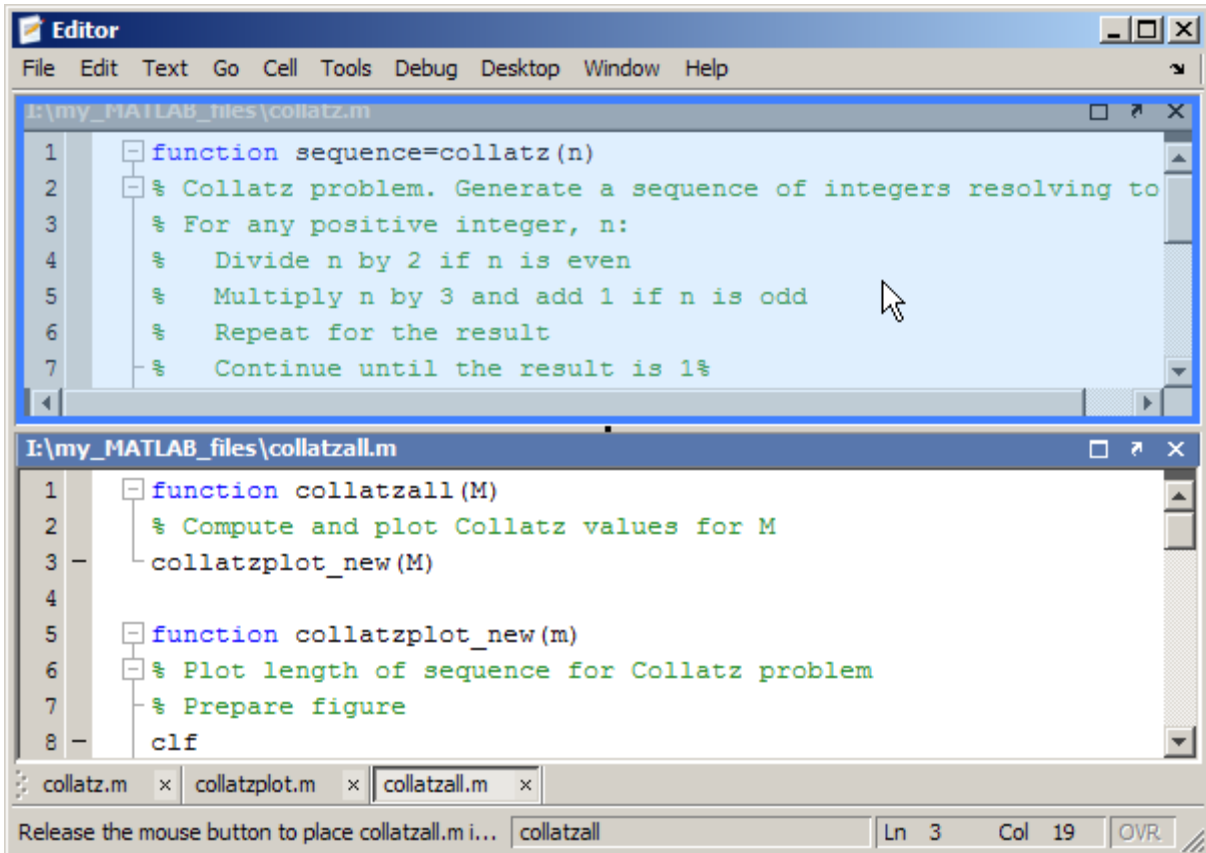 Editor
File Edit Text Go Cell Tools Debug Desktop Window Help
I:\my_MATLAB_files\collatz.m
1 function sequence=collatz(n)
2 % Collatz problem. Generate a sequence of integers resolving to
3 % For any positive integer, n:
4 %   Divide n by 2 if n is even
5 %   Multiply n by 3 and add 1 if n is odd
6 %   Repeat for the result
7 %   Continue until the result is 1%
I:\my_MATLAB_files\collatzall.m
1 function collatzall(M)
2 % Compute and plot Collatz values for M
3 – collatzplot_new(M)
4
5 function collatzplot_new(m)
6 % Plot length of sequence for Collatz problem
7 % Prepare figure
8 – clf
collatz.m × collatzplot.m × collatzall.m ×
Release the mouse button to place collatzall.m i... collatzall Ln 3 Col 19 OVR